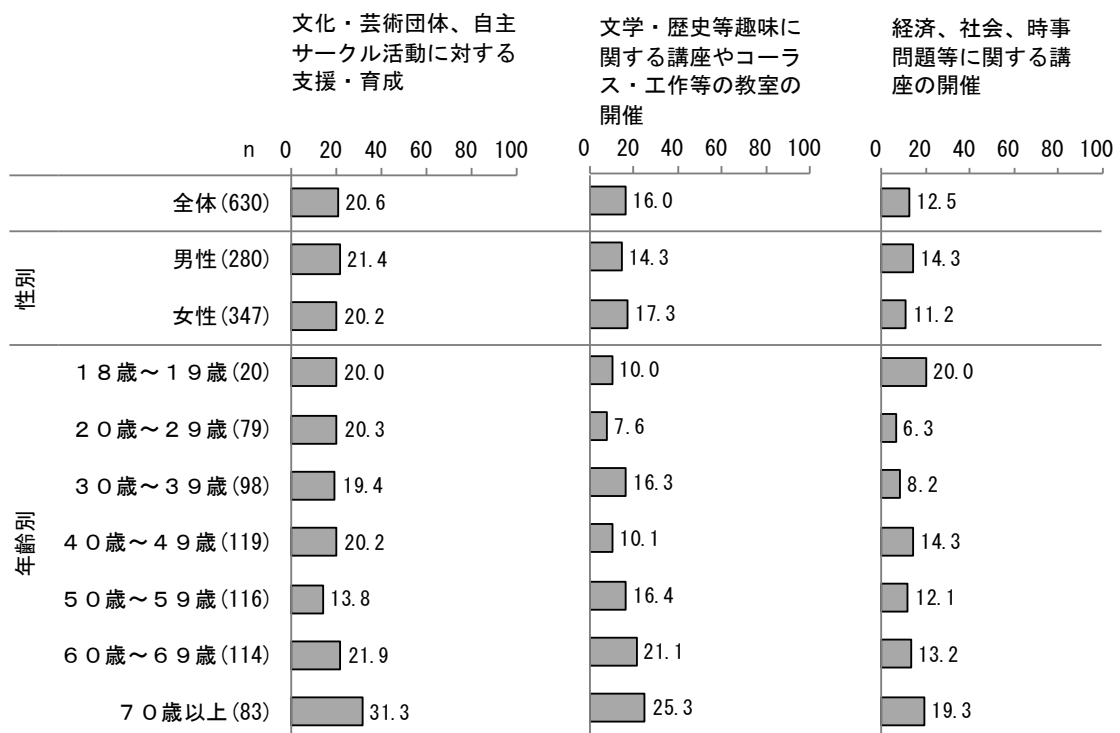 文化・芸術団体、自主
サークル活動に対する
支援・育成
文学・歴史等趣味に
関する講座やコーラ
ス・工作等の教室の
開催
経済、社会、時事
問題等に関する講
座の開催
n 0 20 40 60 80 100 0 20 40 60 80 100 0 20 40 60 80 100
全体(630) 20.6 16.0 12.5
性別
男性(280) 21.4 14.3 14.3
女性(347) 20.2 17.3 11.2
年齢別
18歳～19歳(20) 20.0 10.0 20.0
20歳～29歳(79) 20.3 7.6 6.3
30歳～39歳(98) 19.4 16.3 8.2
40歳～49歳(119) 20.2 10.1 14.3
50歳～59歳(116) 13.8 16.4 12.1
60歳～69歳(114) 21.9 21.1 13.2
70歳以上(83) 31.3 25.3 19.3